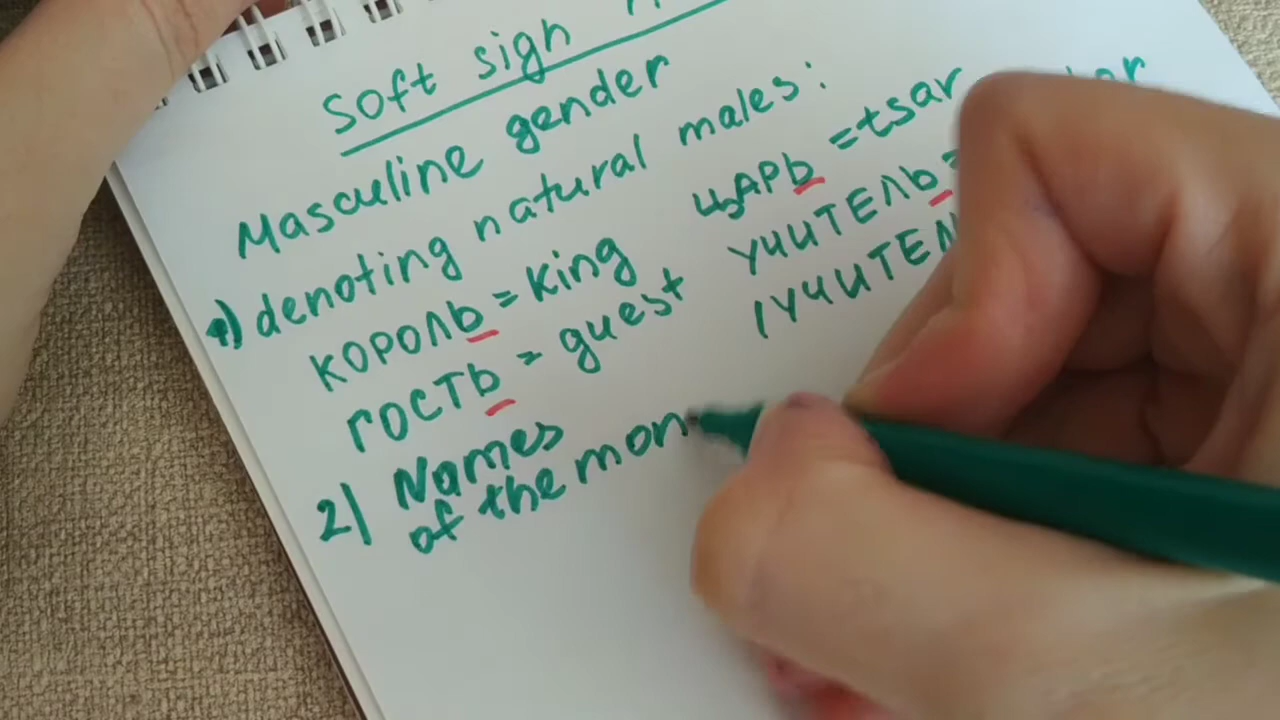 Soft sign
Masculine gender
1) denoting natural males:
КОРОЛЬ = King
ГОСТЬ = guest
ЦАРЬ = tsar
УЧИТЕЛЬ =
2) Names
of the mon